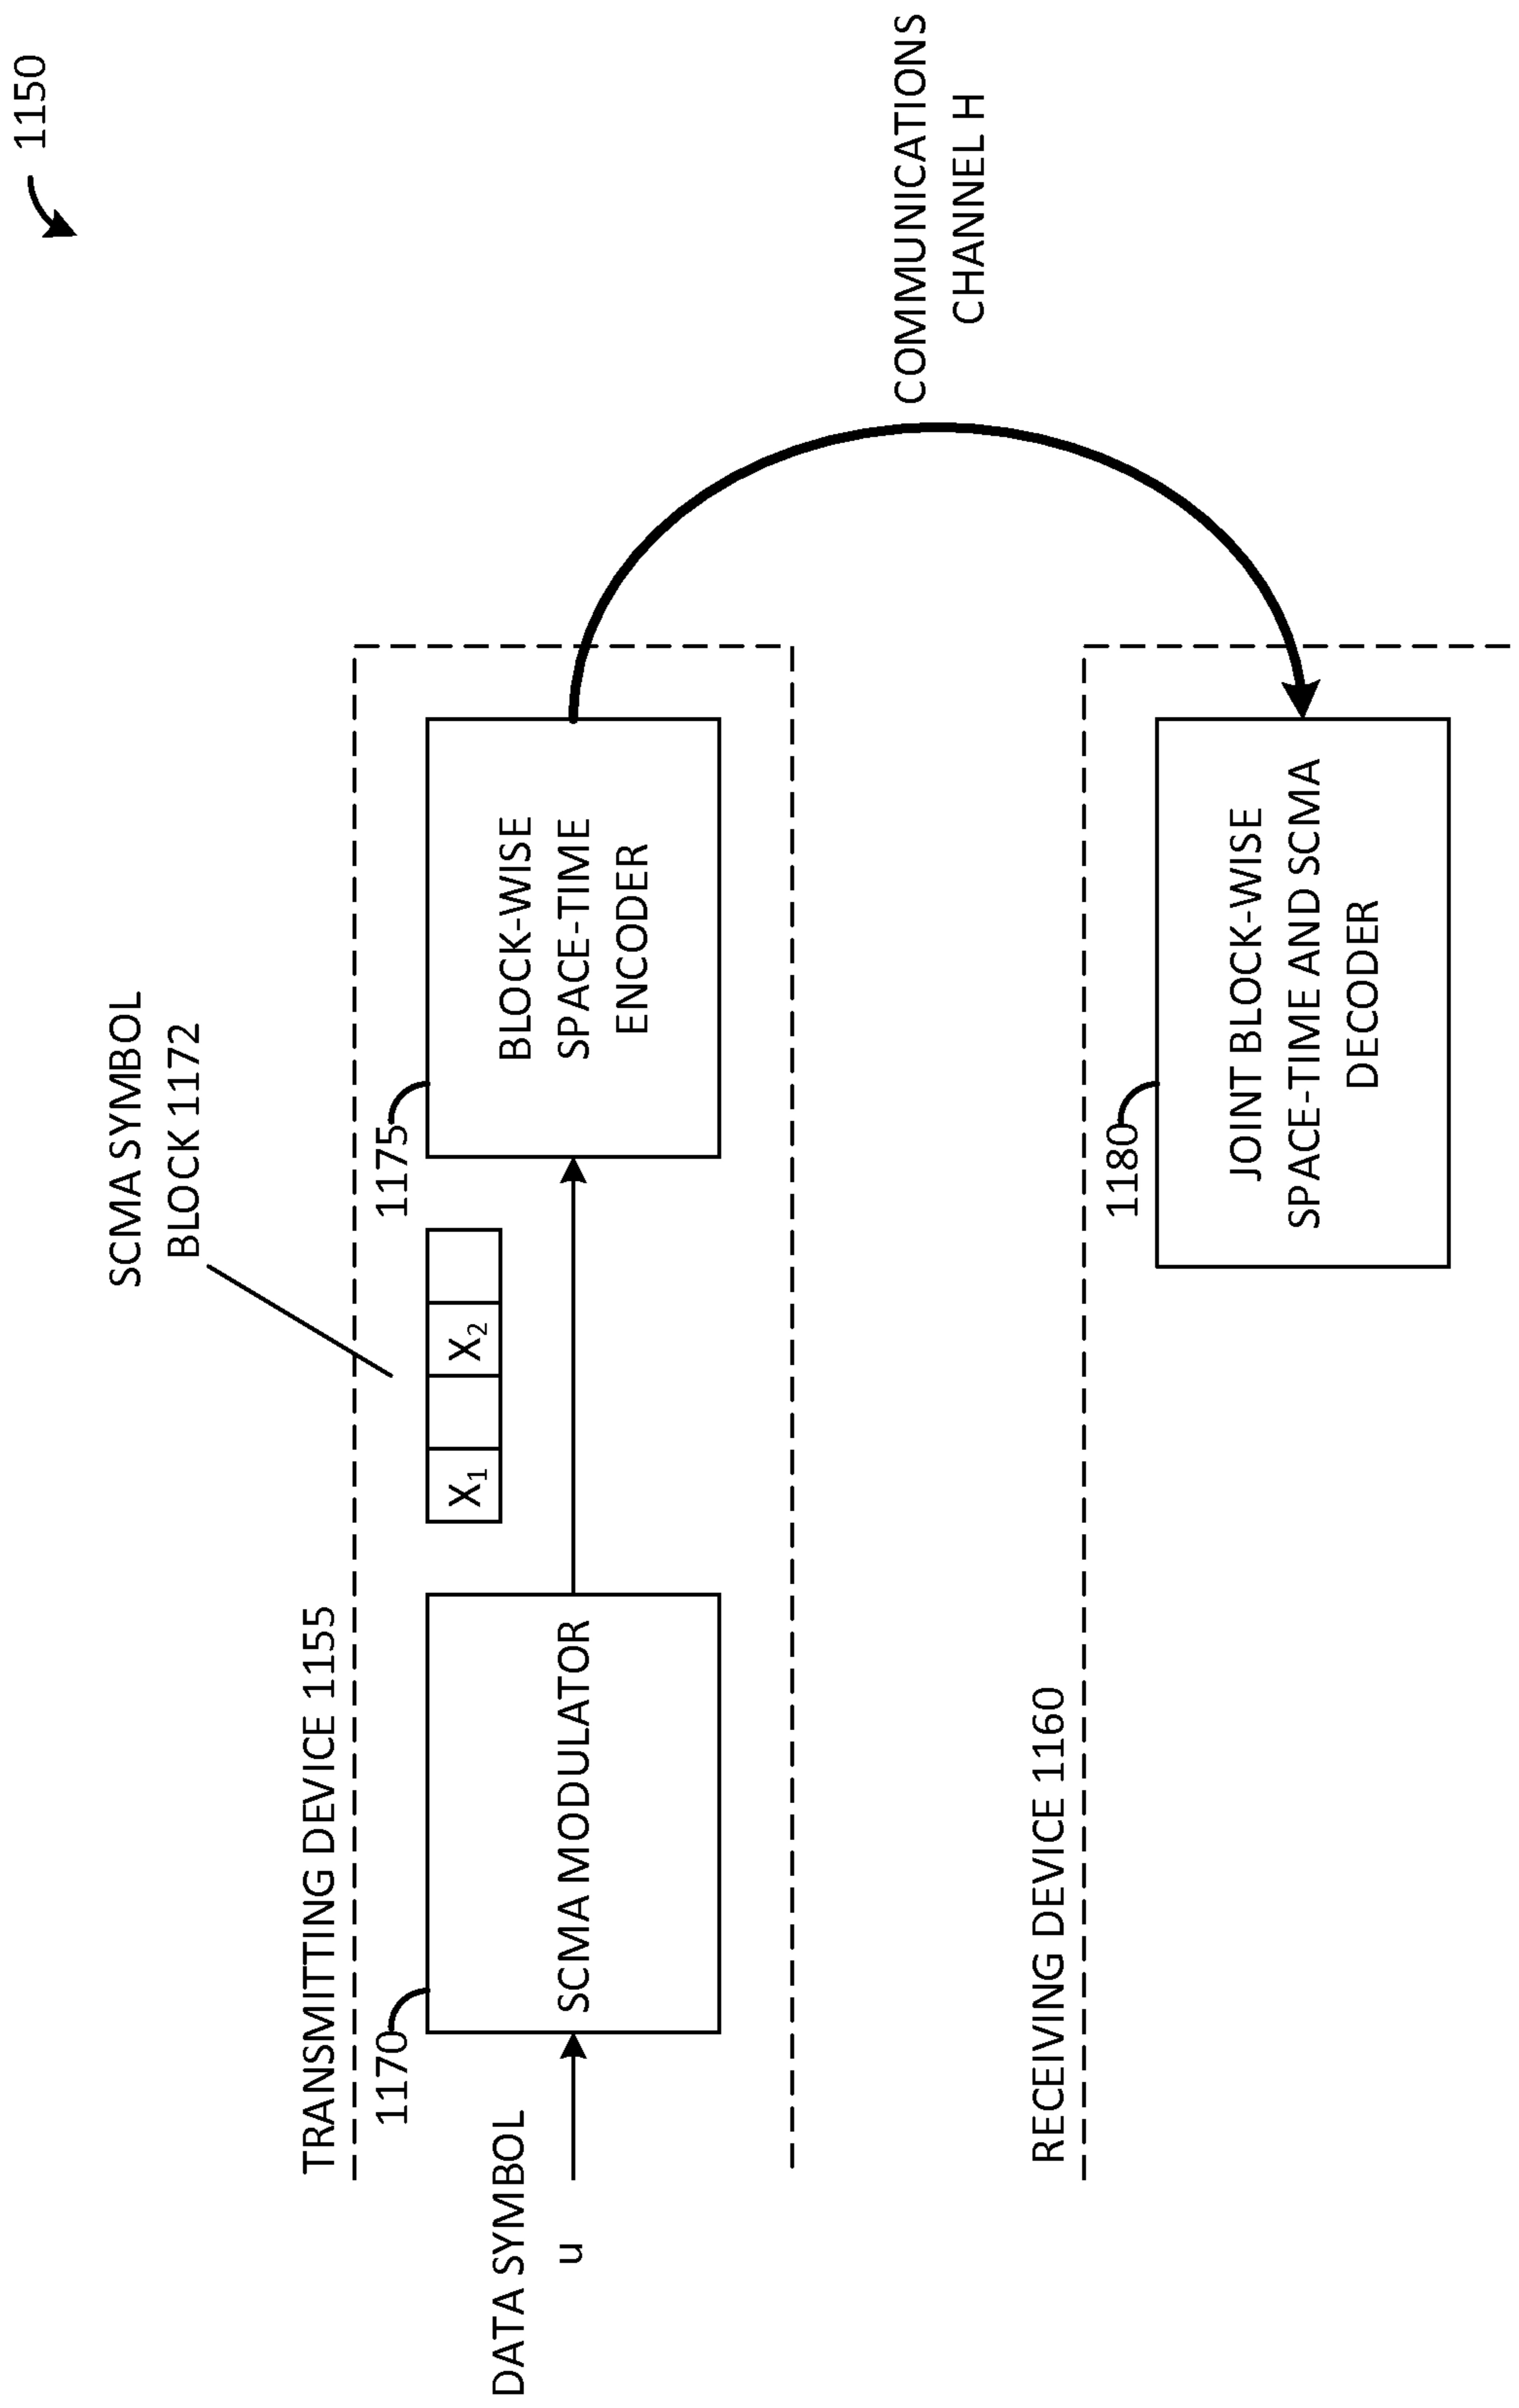 1150
SCMA SYMBOL
BLOCK 1172
TRANSMITTING DEVICE 1155
1170
1175
DATA SYMBOL
u
SCMA MODULATOR
X₁
X₂
BLOCK-WISE
SPACE-TIME
ENCODER
COMMUNICATIONS
CHANNEL H
RECEIVING DEVICE 1160
1180
JOINT BLOCK-WISE
SPACE-TIME AND SCMA
DECODER